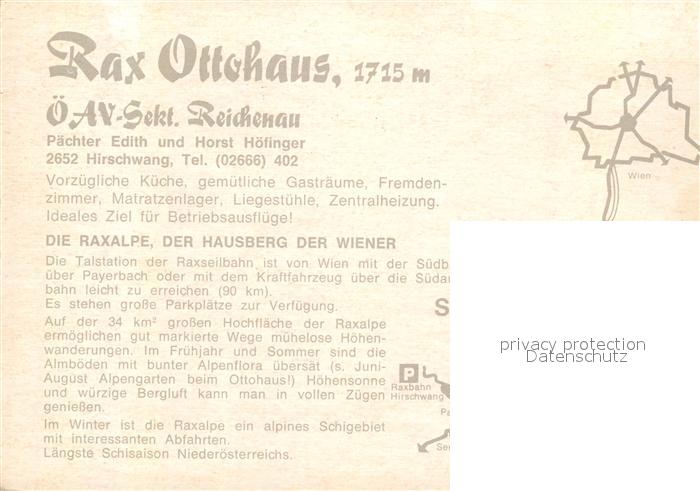 Rax Ottohaus, 1715 m
ÖAV-Sekt. Reichenau
Pächter Edith und Horst Höfinger
2652 Hirschwang, Tel. (02666) 402
Vorzügliche Küche, gemütliche Gasträume, Fremden-
zimmer, Matratzenlager, Liegestühle, Zentralheizung.
Ideales Ziel für Betriebsausflüge!
Wien
DIE RAXALPE, DER HAUSBERG DER WIENER
Die Talstation der Raxseilbahn ist von Wien mit der
über Payerbach oder mit dem Kraftfahrzeug über die
bahn leicht zu erreichen (90 km).
Es stehen große Parkplätze zur Verfügung.
S
Auf der 34 km² großen Hochfläche der Raxalpe
ermöglichen gut markierte Wege mühelose Höhen-
wanderungen. Im Frühjahr und Sommer sind die
Almböden mit bunter Alpenflora übersät (s. Juni-
August Alpengarten beim Ottohaus!) Höhensonne
und würzige Bergluft kann man in vollen Zügen
genießen.
P
Raxbahn
Hirschwang
Im Winter ist die Raxalpe ein alpines Schigebiet
mit interessanten Abfahrten.
Längste Schisaison Niederösterreichs.
privacy protection
Datenschutz